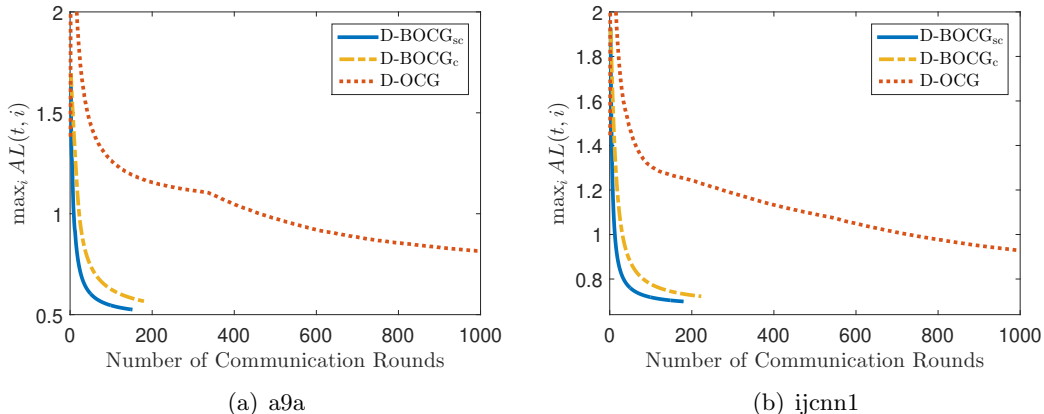 2
1.5
1
0.5
max_i AL(t, i)
D-BOCG_sc
D-BOCG_c
D-OCG
0 200 400 600 800 1000
Number of Communication Rounds
(a) a9a
2
1.8
1.6
1.4
1.2
1
0.8
max_i AL(t, i)
D-BOCG_sc
D-BOCG_c
D-OCG
0 200 400 600 800 1000
Number of Communication Rounds
(b) ijcnn1